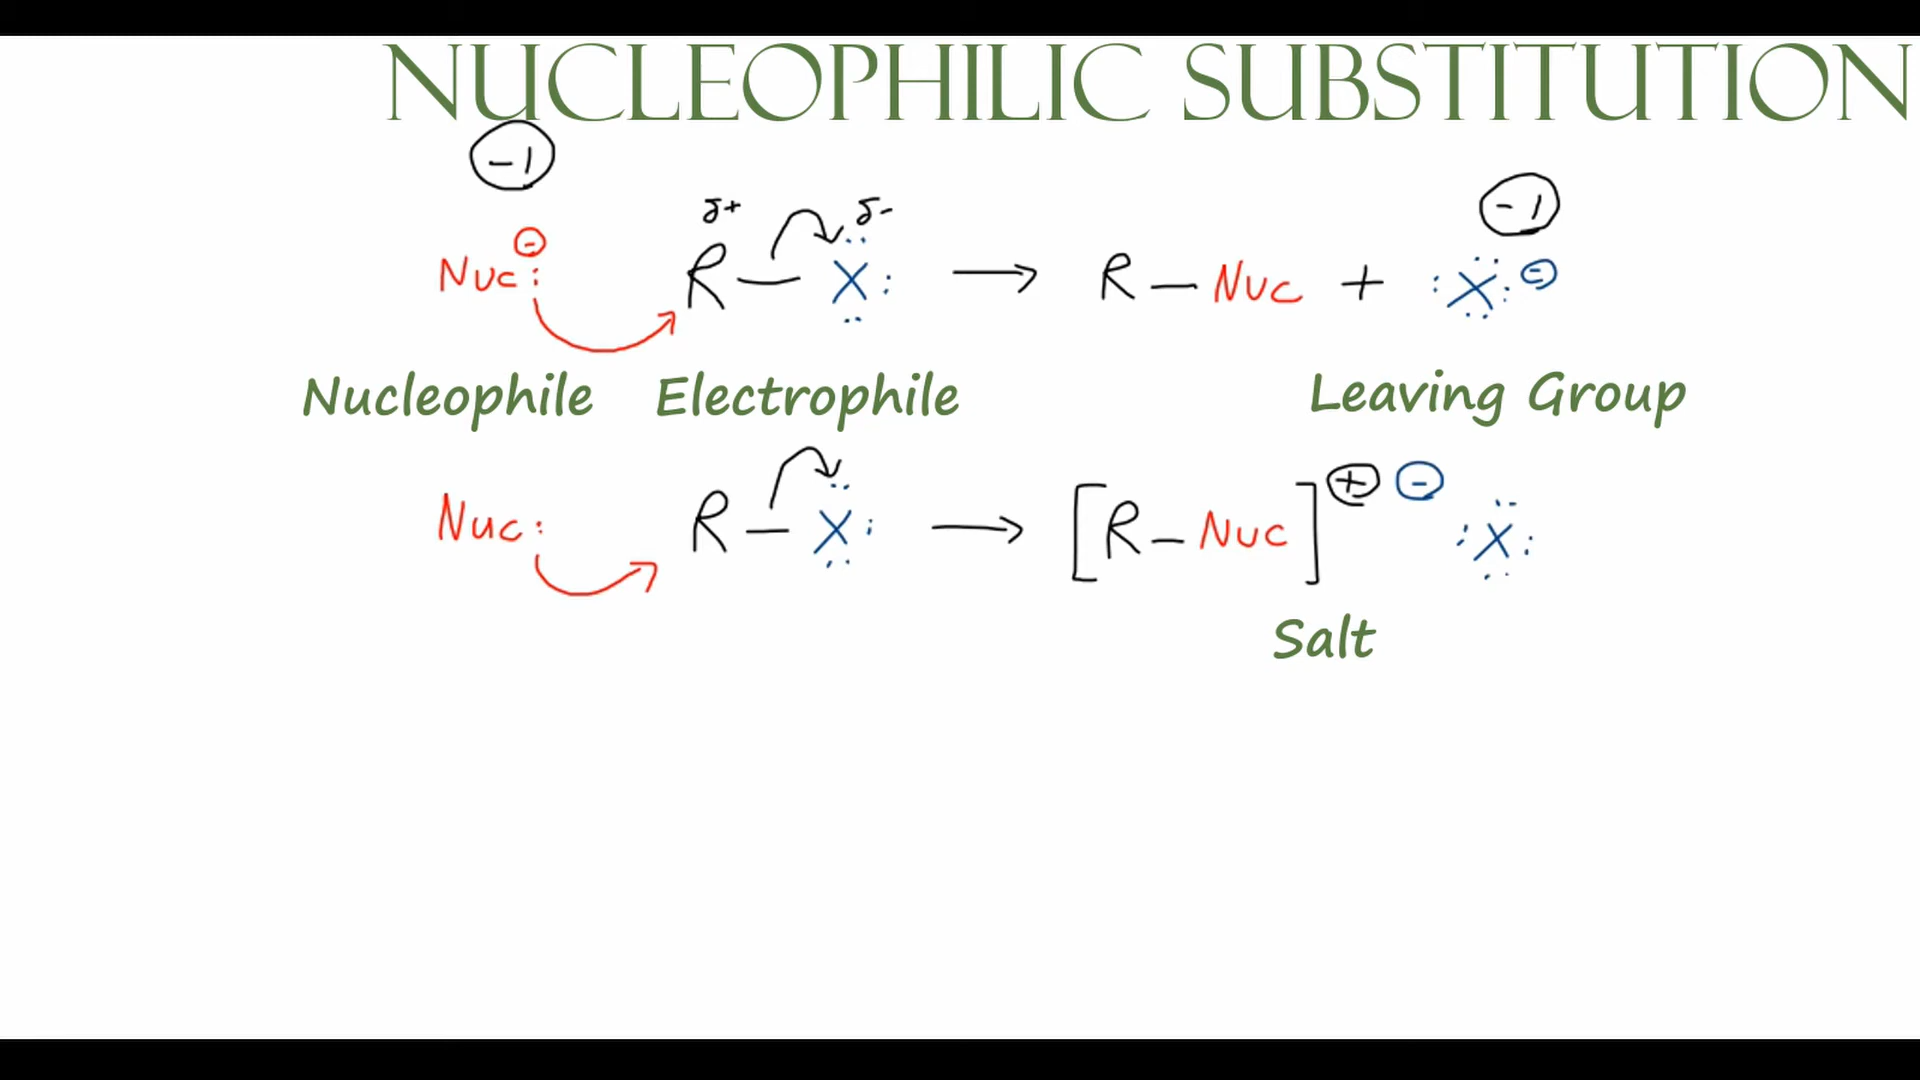 NUCLEOPHILIC SUBSTITUTION
-1
δ+ δ- -1
Nuc:⊖ R — X: → R — Nuc + :X:⊖
Nucleophile Electrophile Leaving Group
Nuc: R — X: → [R — Nuc]⊕ ⊖ :X:
Salt